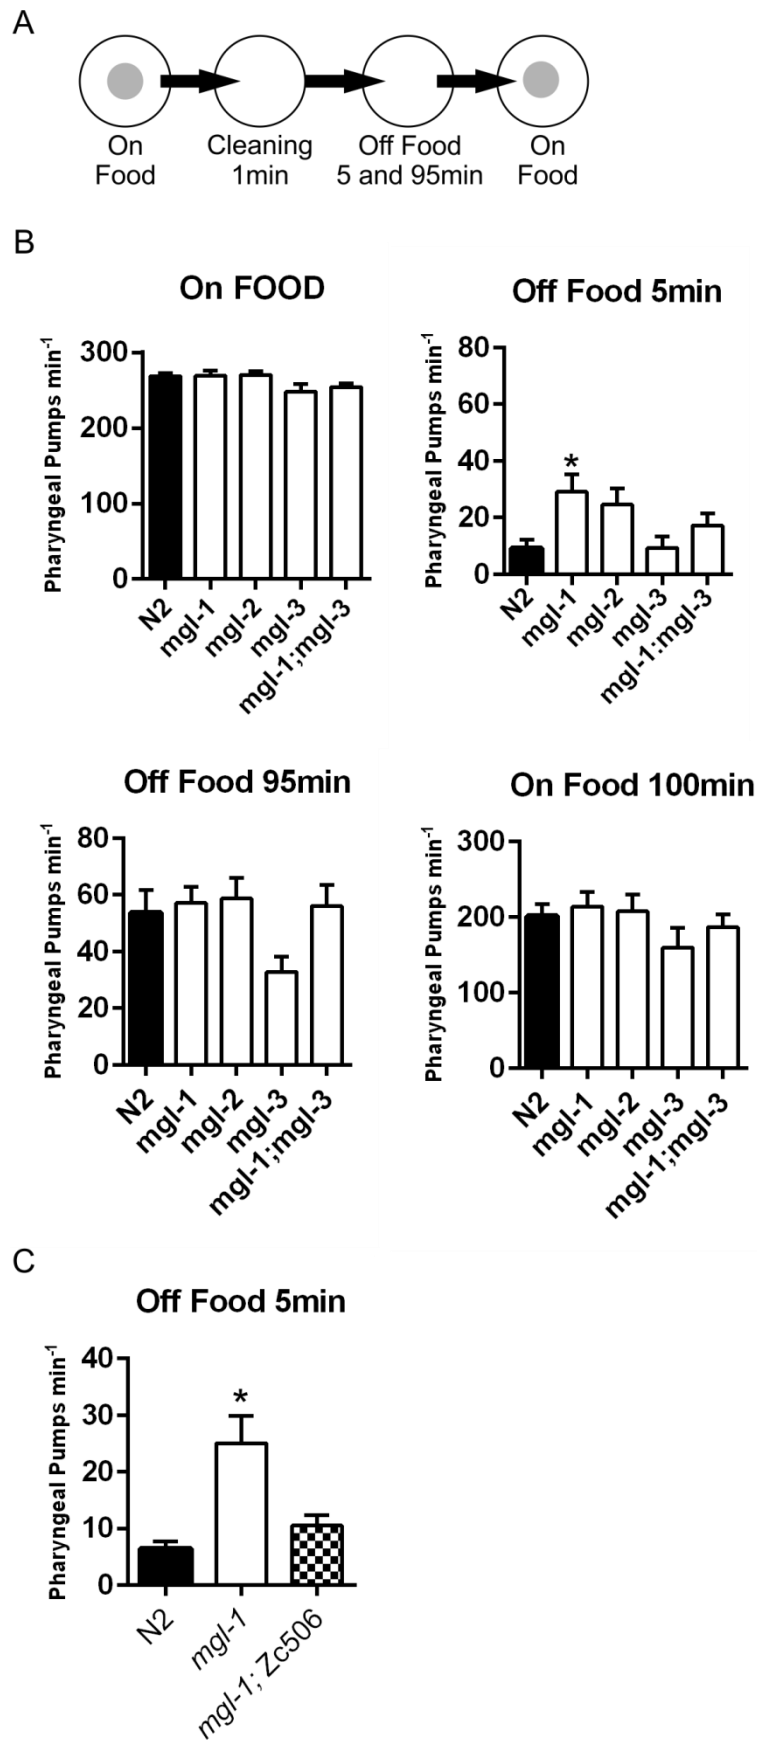 A
On
Food
Cleaning
1min
Off Food
5 and 95min
On
Food
B
On FOOD
Pharyngeal Pumps min-1
300
200
100
0
N2
mgl-1
mgl-2
mgl-3
mgl-1;mgl-3
Off Food 5min
Pharyngeal Pumps min-1
80
60
40
20
0
*
N2
mgl-1
mgl-2
mgl-3
mgl-1:mgl-3
Off Food 95min
Pharyngeal Pumps min-1
80
60
40
20
0
N2
mgl-1
mgl-2
mgl-3
mgl-1;mgl-3
On Food 100min
Pharyngeal Pumps min-1
300
200
100
0
N2
mgl-1
mgl-2
mgl-3
mgl-1;mgl-3
C
Off Food 5min
Pharyngeal Pumps min-1
40
30
20
10
0
*
N2
mgl-1
mgl-1; Zc506